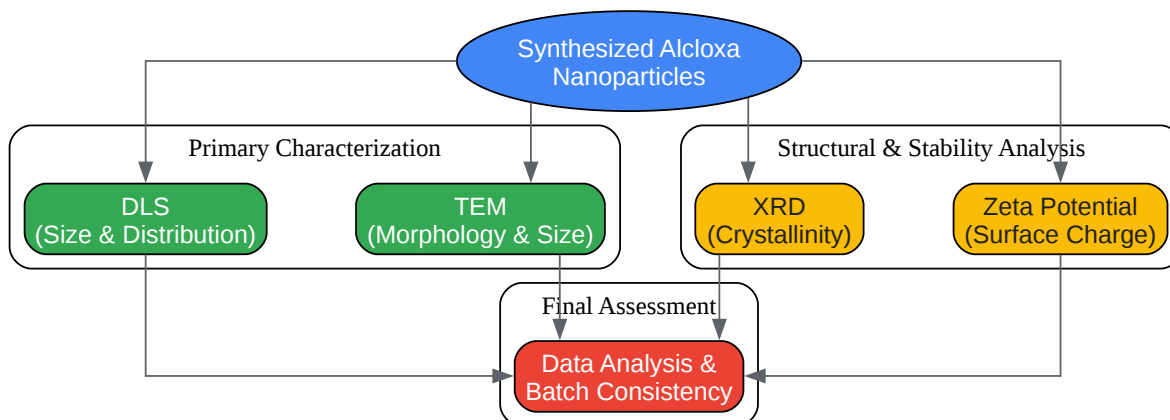 Synthesized Alcloxa
Nanoparticles
Primary Characterization
Structural & Stability Analysis
DLS
(Size & Distribution)
TEM
(Morphology & Size)
XRD
(Crystallinity)
Zeta Potential
(Surface Charge)
Final Assessment
Data Analysis &
Batch Consistency